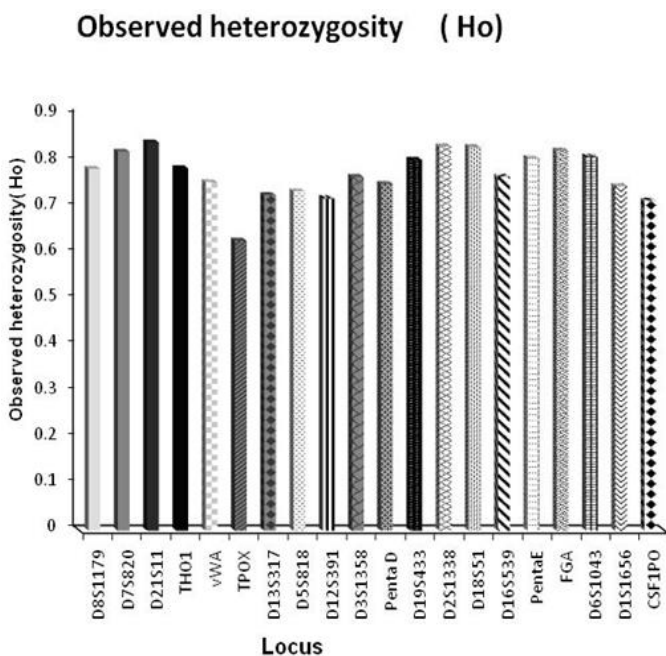 Observed heterozygosity ( Ho)
Observed heterozygosity( Ho)
0.9
0.8
0.7
0.6
0.5
0.4
0.3
0.2
0.1
0
D8S1179
D7S820
D21S11
THO1
vWA
TPOX
D13S317
D5S818
D12S391
D3S1358
Penta D
D19S433
D2S1338
D18S51
D16S539
PentaE
FGA
D6S1043
D1S1656
CSF1PO
Locus